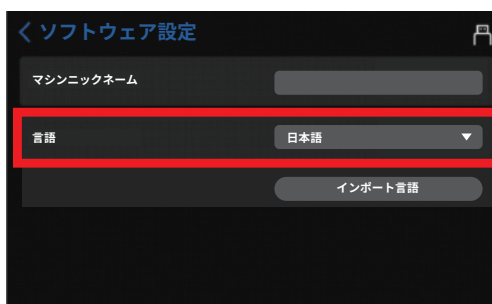 ソフトウェア設定
マシンニックネーム
言語 日本語
インポート言語